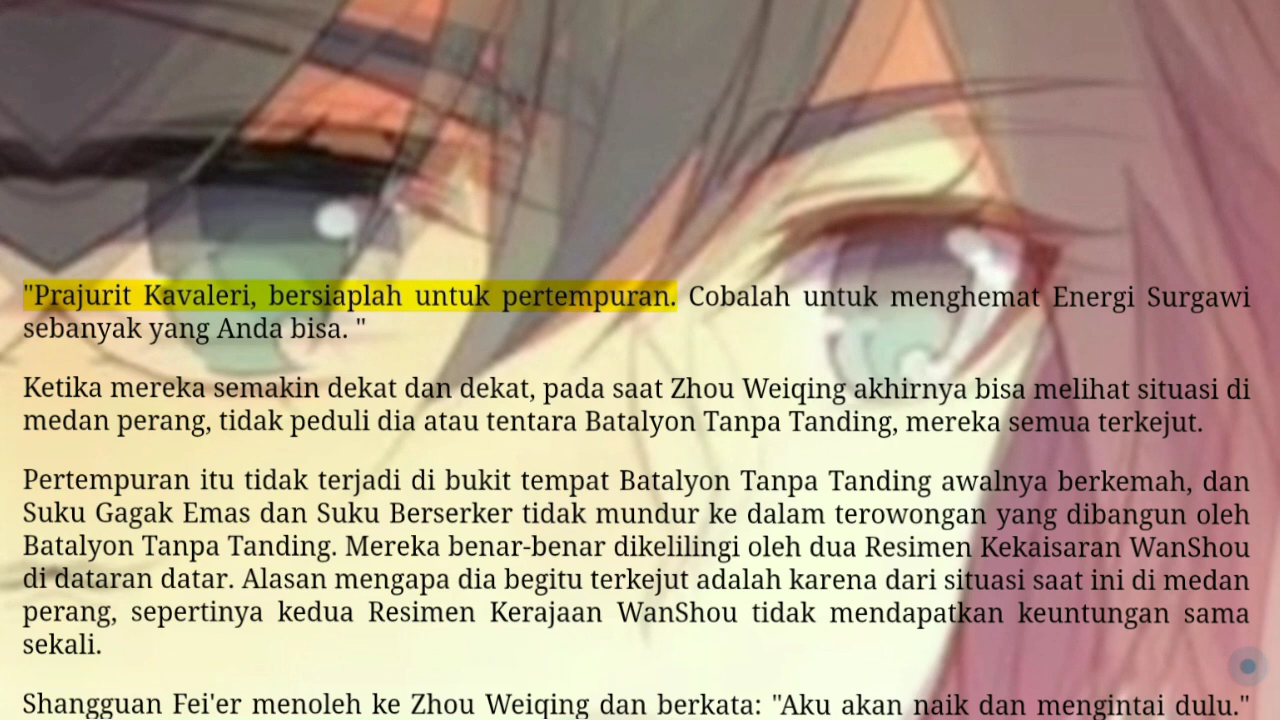 "Prajurit Kavaleri, bersiaplah untuk pertempuran. Cobalah untuk menghemat Energi Surgawi
sebanyak yang Anda bisa. "
Ketika mereka semakin dekat dan dekat, pada saat Zhou Weiqing akhirnya bisa melihat situasi di
medan perang, tidak peduli dia atau tentara Batalyon Tanpa Tanding, mereka semua terkejut.
Pertempuran itu tidak terjadi di bukit tempat Batalyon Tanpa Tanding awalnya berkemah, dan
Suku Gagak Emas dan Suku Berserker tidak mundur ke dalam terowongan yang dibangun oleh
Batalyon Tanpa Tanding. Mereka benar-benar dikelilingi oleh dua Resimen Kekaisaran WanShou
di dataran datar. Alasan mengapa dia begitu terkejut adalah karena dari situasi saat ini di medan
perang, sepertinya kedua Resimen Kerajaan WanShou tidak mendapatkan keuntungan sama
sekali.
Shangguan Fei'er menoleh ke Zhou Weiqing dan berkata: "Aku akan naik dan mengintai dulu."